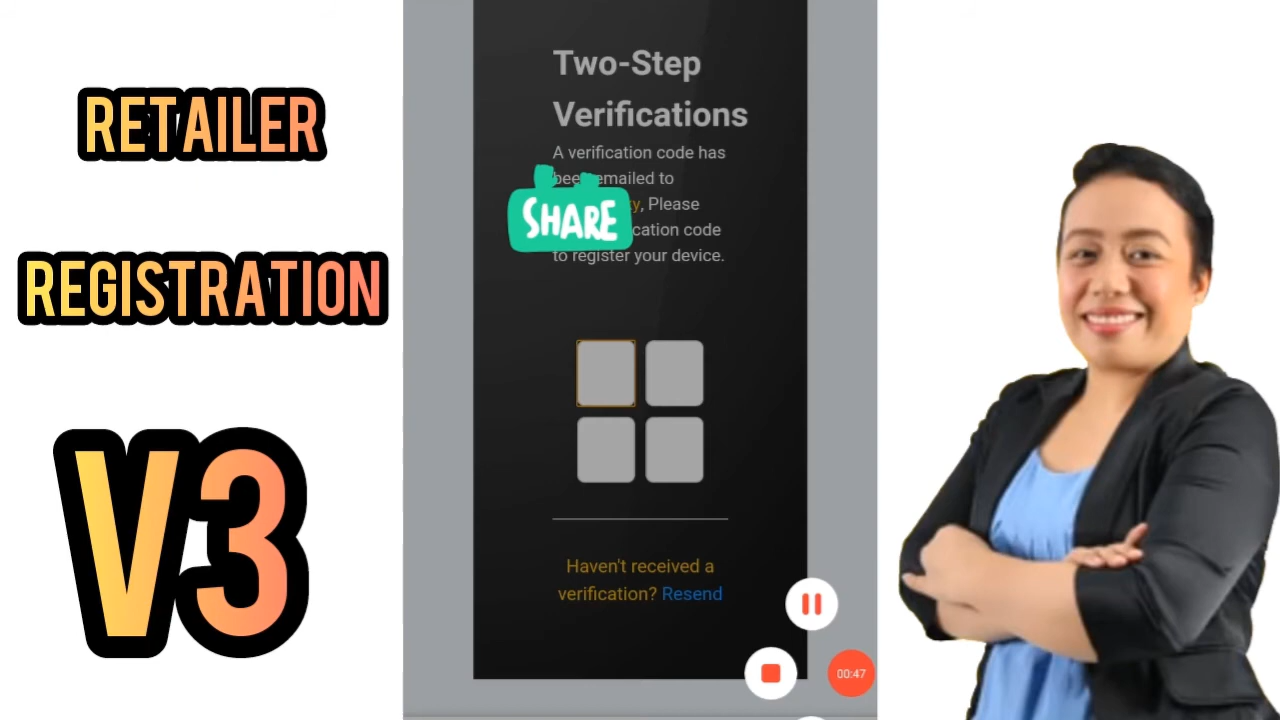 RETAILER
REGISTRATION
V3
Two-Step
Verifications
A verification code has
emailed to
, Please
code
to register your device.
SHARE
Haven't received a
verification? Resend
00:47